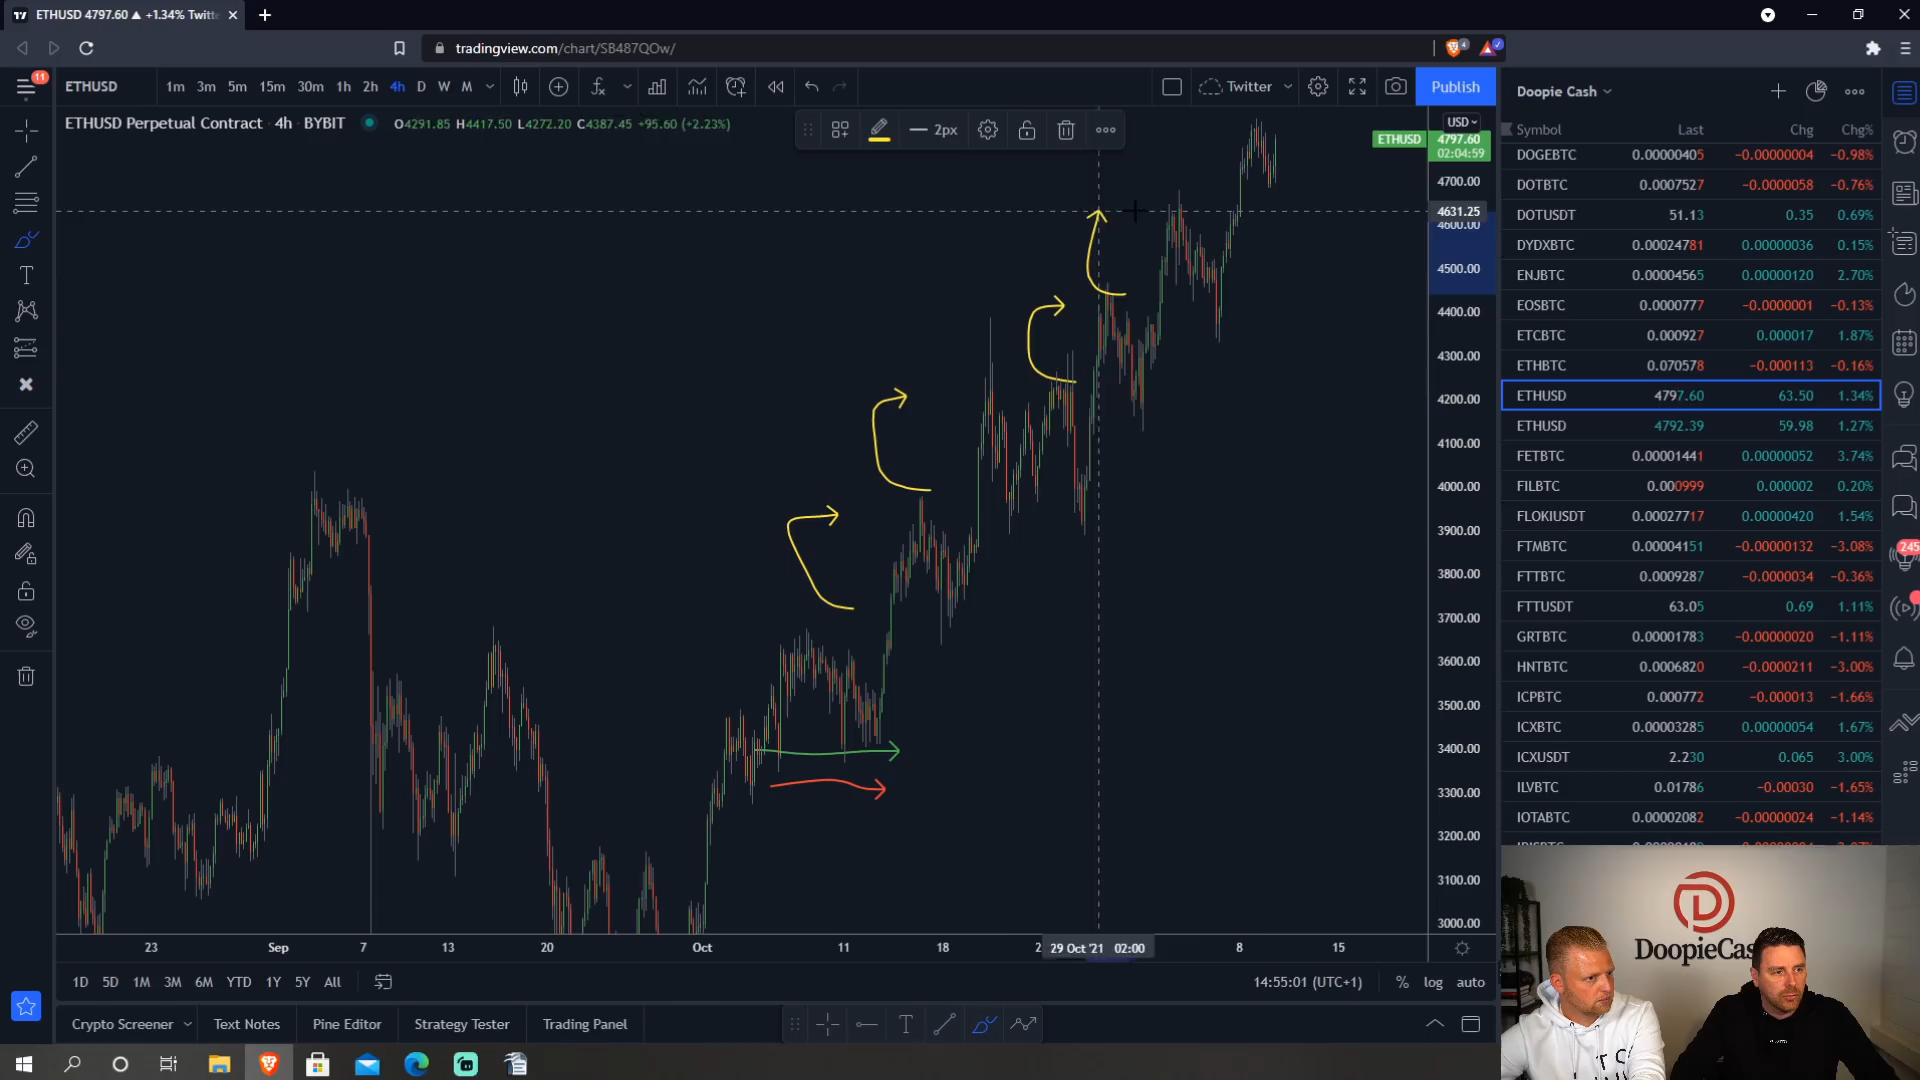 ETHUSD 4797.60 ▲ +1.34% Twitt
tradingview.com/chart/SB487QOw/
11
ETHUSD 1m 3m 5m 15m 30m 1h 2h 4h D W M Twitter Publish
ETHUSD Perpetual Contract 4h · BYBIT O4291.85 H4417.50 L4272.20 C4387.45 +95.60 (+2.23%)
2px
USD
ETHUSD 4797.60
02:04:59
4700.00
4631.25
4600.00
4500.00
4400.00
4300.00
4200.00
4100.00
4000.00
3900.00
3800.00
3700.00
3600.00
3500.00
3400.00
3300.00
3200.00
3100.00
3000.00
23 Sep 7 13 20 Oct 11 18 29 Oct '21 02:00 8 15
1D 5D 1M 3M 6M YTD 1Y 5Y All 14:55:01 (UTC+1) % log auto
Crypto Screener Text Notes Pine Editor Strategy Tester Trading Panel
Doopie Cash
Symbol Last Chg Chg%
DOGEBTC 0.00000405 −0.00000004 −0.98%
DOTBTC 0.0007527 −0.0000058 −0.76%
DOTUSDT 51.13 0.35 0.69%
DYDXBTC 0.00024781 0.00000036 0.15%
ENJBTC 0.00004565 0.00000120 2.70%
EOSBTC 0.0000777 −0.0000001 −0.13%
ETCBTC 0.000927 0.000017 1.87%
ETHBTC 0.070578 −0.000113 −0.16%
ETHUSD 4797.60 63.50 1.34%
ETHUSD 4792.39 59.98 1.27%
FETBTC 0.00001441 0.00000052 3.74%
FILBTC 0.000999 0.000002 0.20%
FLOKIUSDT 0.00027717 0.00000420 1.54%
FTMBTC 0.00004151 −0.00000132 −3.08%
FTTBTC 0.0009287 −0.0000034 −0.36%
FTTUSDT 63.05 0.69 1.11%
GRTBTC 0.00001783 −0.00000020 −1.11%
HNTBTC 0.0006820 −0.0000211 −3.00%
ICPBTC 0.000772 −0.000013 −1.66%
ICXBTC 0.00003285 0.00000054 1.67%
ICXUSDT 2.230 0.065 3.00%
ILVBTC 0.01786 −0.00030 −1.65%
IOTABTC 0.00002082 −0.00000024 −1.14%
245
DoopieCas